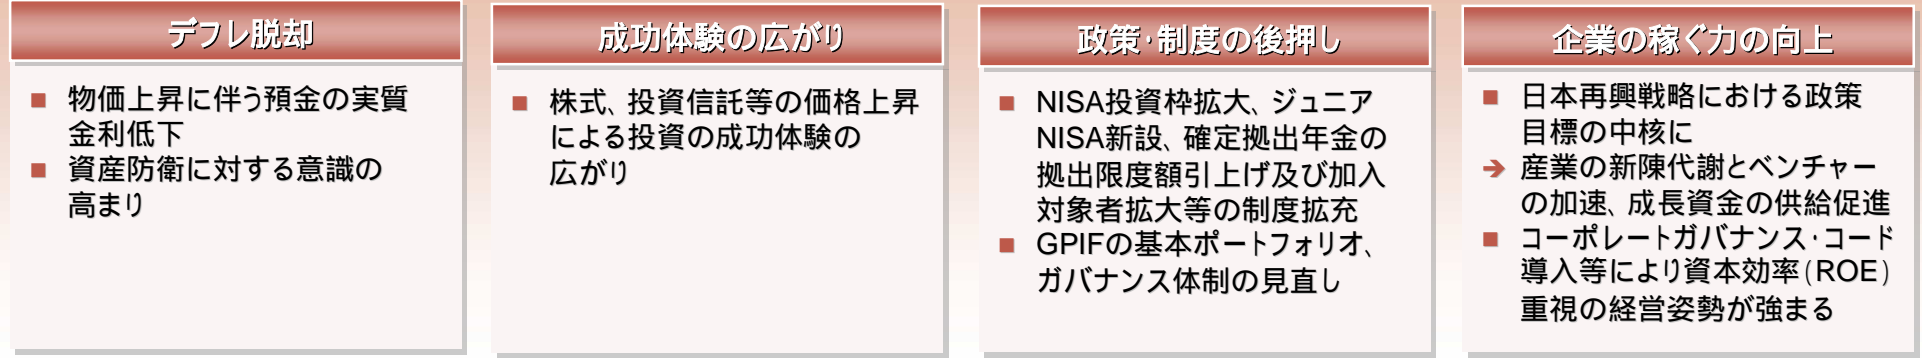 デフレ脱却
■ 物価上昇に伴う預金の実質
金利低下
■ 資産防衛に対する意識の
高まり
成功体験の広がり
■ 株式、投資信託等の価格上昇
による投資の成功体験の
広がり
政策・制度の後押し
■ NISA投資枠拡大、ジュニア
NISA新設、確定拠出年金の
拠出限度額引上げ及び加入
対象者拡大等の制度拡充
■ GPIFの基本ポートフォリオ、
ガバナンス体制の見直し
企業の稼ぐ力の向上
■ 日本再興戦略における政策
目標の中核に
➔ 産業の新陳代謝とベンチャー
の加速、成長資金の供給促進
■ コーポレートガバナンス・コード
導入等により資本効率(ROE)
重視の経営姿勢が強まる